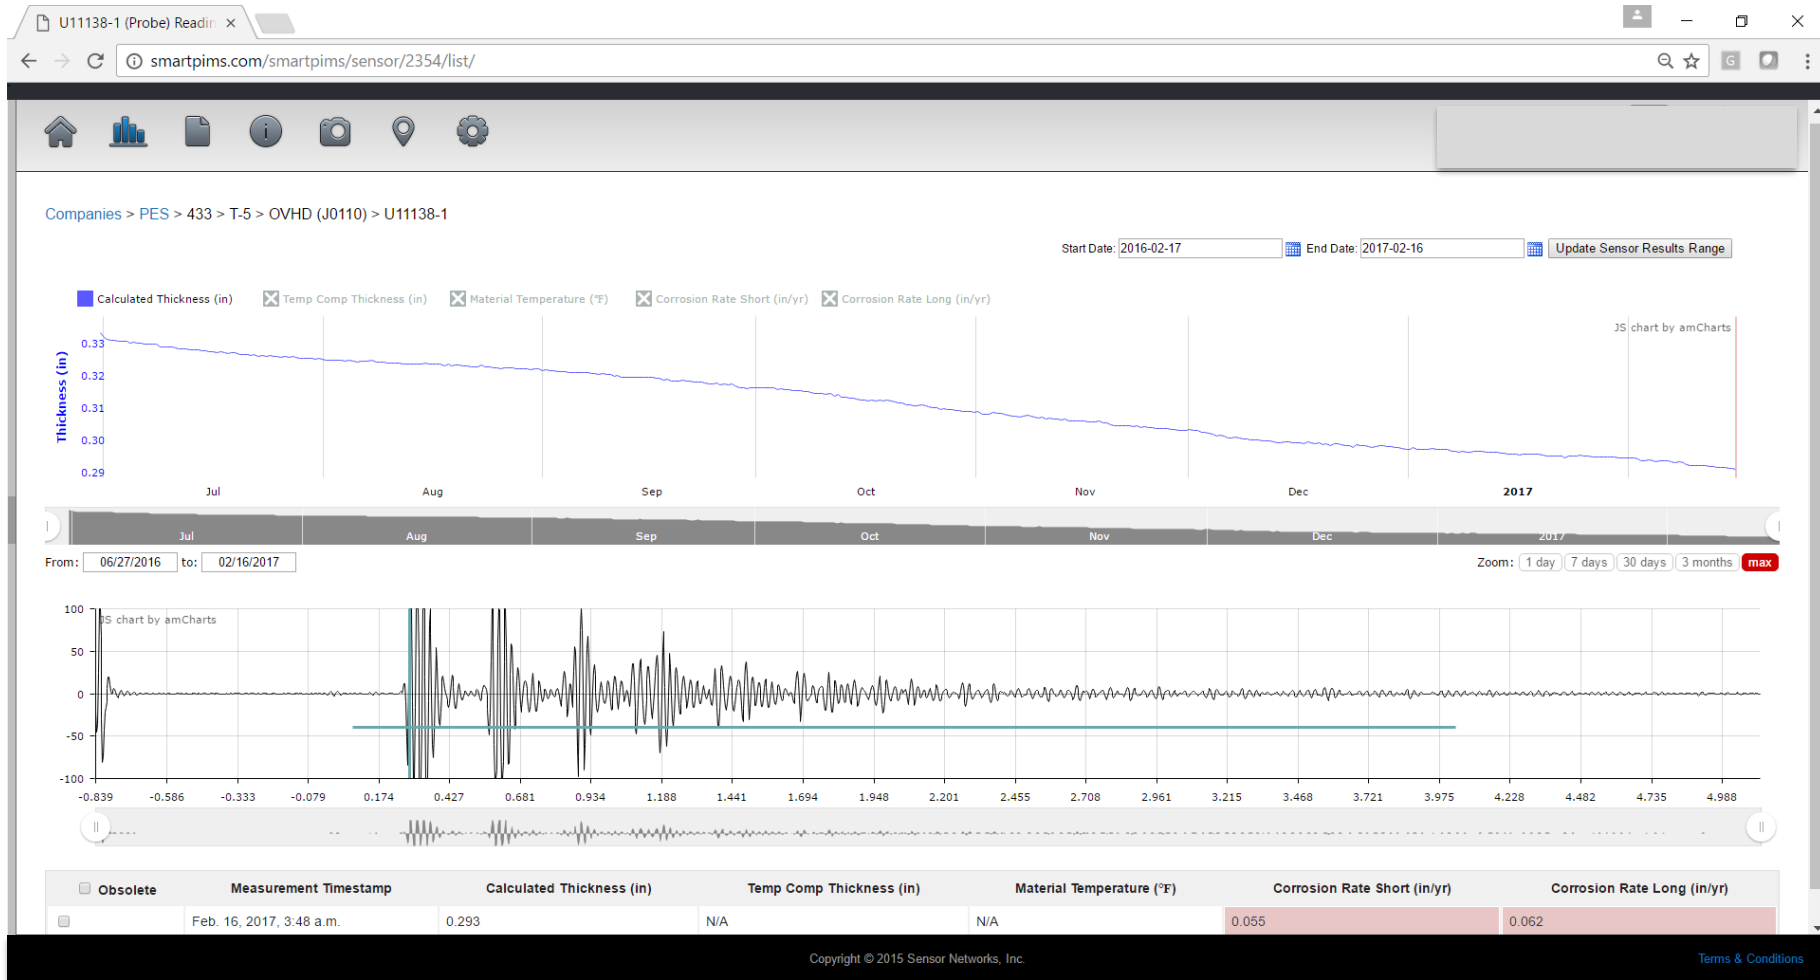 U11138-1 (Probe) Readin
smartpims.com/smartpims/sensor/2354/list/
G
Companies > PES > 433 > T-5 > OVHD (J0110) > U11138-1
Start Date: 2016-02-17 End Date: 2017-02-16 Update Sensor Results Range
Calculated Thickness (in) Temp Comp Thickness (in) Material Temperature (°F) Corrosion Rate Short (in/yr) Corrosion Rate Long (in/yr)
JS chart by amCharts
Thickness (in)
0.33
0.32
0.31
0.30
0.29
Jul Aug Sep Oct Nov Dec 2017
Jul Aug Sep Oct Nov Dec 2017
From: 06/27/2016 to: 02/16/2017 Zoom: 1 day 7 days 30 days 3 months max
JS chart by amCharts
100
50
0
-50
-100
-0.839 -0.586 -0.333 -0.079 0.174 0.427 0.681 0.934 1.188 1.441 1.694 1.948 2.201 2.455 2.708 2.961 3.215 3.468 3.721 3.975 4.228 4.482 4.735 4.988
Obsolete Measurement Timestamp Calculated Thickness (in) Temp Comp Thickness (in) Material Temperature (°F) Corrosion Rate Short (in/yr) Corrosion Rate Long (in/yr)
Feb. 16, 2017, 3:48 a.m. 0.293 N/A N/A 0.055 0.062
Copyright © 2015 Sensor Networks, Inc. Terms & Conditions